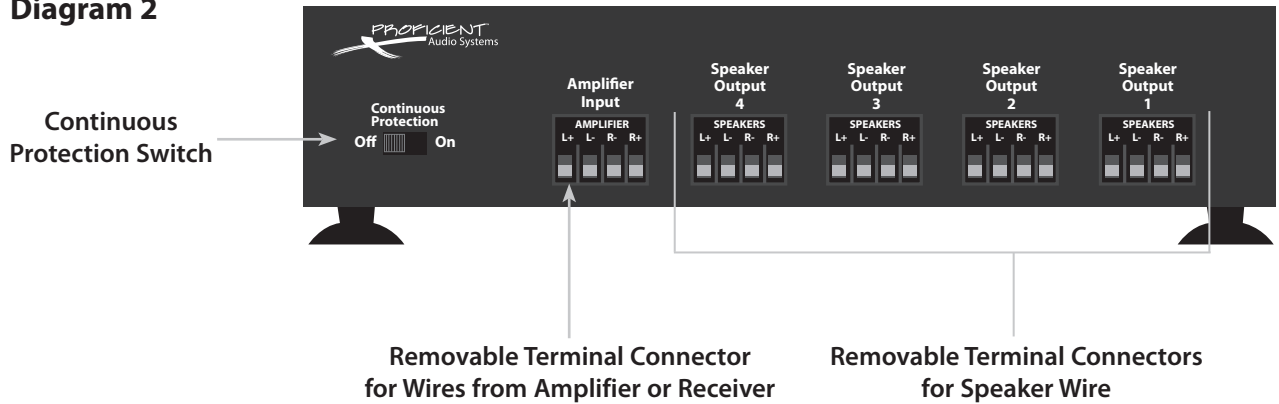 Diagram 2
PROFICIENT
Audio Systems
Continuous
Protection Switch
Continuous
Protection
Off On
Amplifier
Input
AMPLIFIER
L+ L- R- R+
Speaker
Output
4
SPEAKERS
L+ L- R- R+
Speaker
Output
3
SPEAKERS
L+ L- R- R+
Speaker
Output
2
SPEAKERS
L+ L- R- R+
Speaker
Output
1
SPEAKERS
L+ L- R- R+
Removable Terminal Connector
for Wires from Amplifier or Receiver
Removable Terminal Connectors
for Speaker Wire